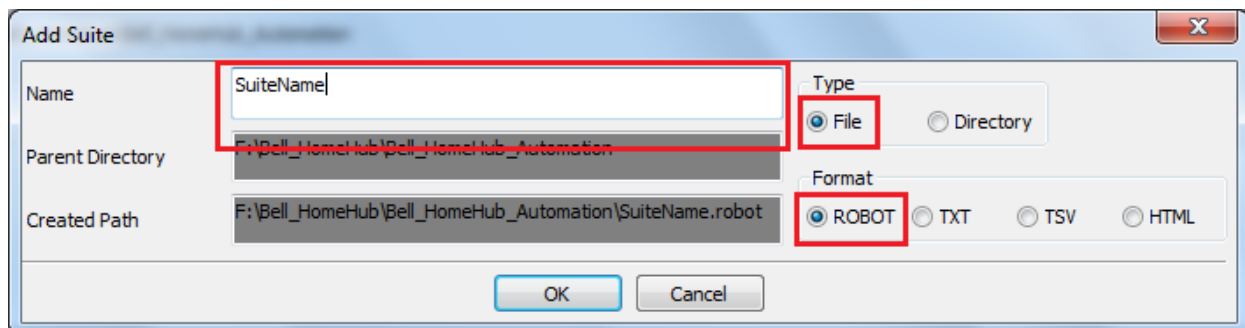 Add Suite
Name
SuiteName
Type
File
Directory
Parent Directory
F:\Bell_HomeHub\Bell_HomeHub_Automation
Format
Created Path
F:\Bell_HomeHub\Bell_HomeHub_Automation\SuiteName.robot
ROBOT
TXT
TSV
HTML
OK
Cancel